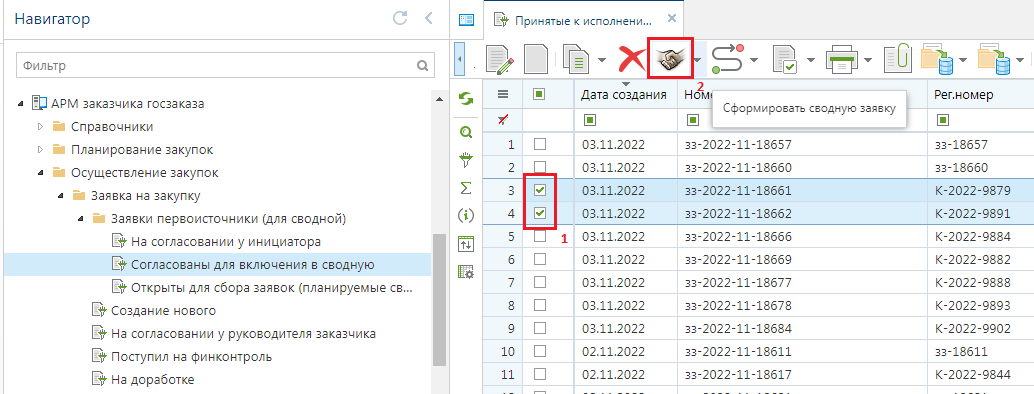 Навигатор
Фильтр
АРМ заказчика госзаказа
Справочники
Планирование закупок
Осуществление закупок
Заявка на закупку
Заявки первоисточники (для сводной)
На согласовании у инициатора
Согласованы для включения в сводную
Открыты для сбора заявок (планируемые св...
Создание нового
На согласовании у руководителя заказчика
Поступил на финконтроль
На доработке
Принятые к исполнени...
2
Сформировать сводную заявку
Дата создания Номе Рег.номер
1 03.11.2022 зз-2022-11-18657 зз-18657
2 03.11.2022 зз-2022-11-18660 зз-18660
3 03.11.2022 зз-2022-11-18661 К-2022-9879
4 03.11.2022 зз-2022-11-18662 К-2022-9891
1
5 03.11.2022 зз-2022-11-18666 К-2022-9884
6 03.11.2022 зз-2022-11-18669 К-2022-9882
7 03.11.2022 зз-2022-11-18677 К-2022-9888
8 03.11.2022 зз-2022-11-18678 К-2022-9893
9 03.11.2022 зз-2022-11-18684 К-2022-9902
10 02.11.2022 зз-2022-11-18611 зз-18611
11 02.11.2022 зз-2022-11-18617 К-2022-9844